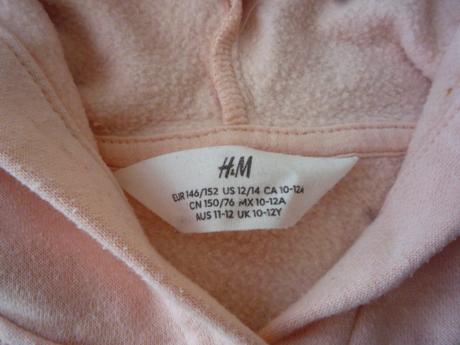 H&M
EUR 146/152 US 12/14 CA 10-12A
CN 150/76 MX 10-12A
AUS 11-12 UK 10-12Y